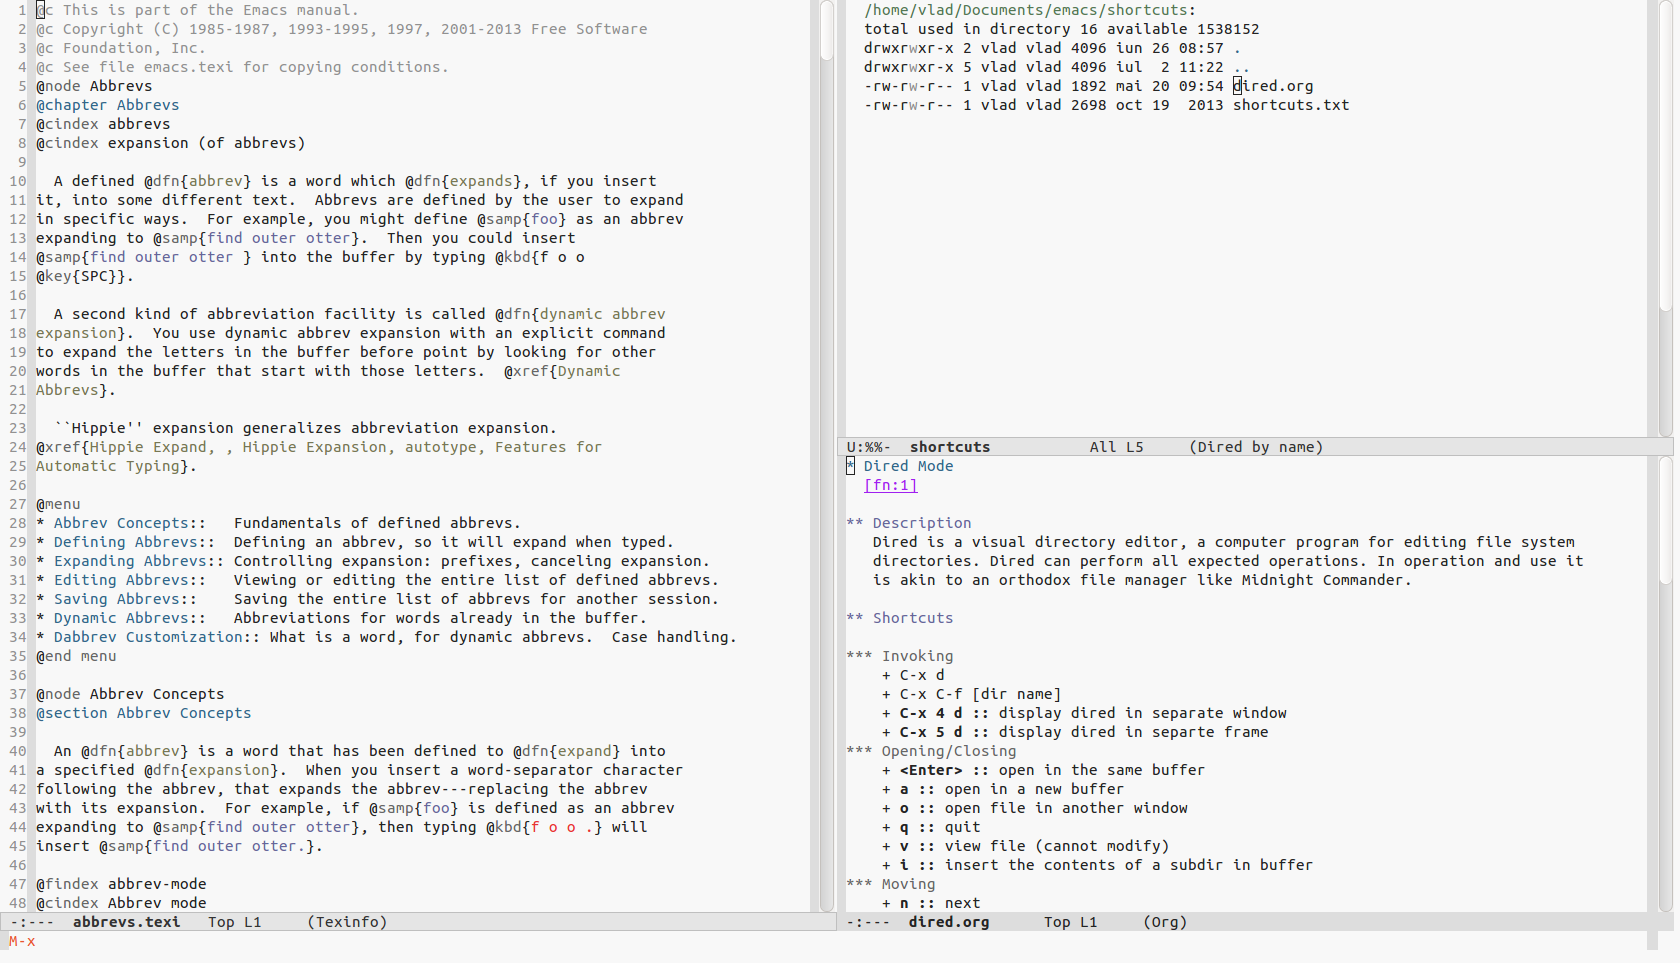 1 @c This is part of the Emacs manual.
2 @c Copyright (C) 1985-1987, 1993-1995, 1997, 2001-2013 Free Software
3 @c Foundation, Inc.
4 @c See file emacs.texi for copying conditions.
5 @node Abbrevs
6 @chapter Abbrevs
7 @cindex abbrevs
8 @cindex expansion (of abbrevs)
9
10   A defined @dfn{abbrev} is a word which @dfn{expands}, if you insert
11 it, into some different text.  Abbrevs are defined by the user to expand
12 in specific ways.  For example, you might define @samp{foo} as an abbrev
13 expanding to @samp{find outer otter}.  Then you could insert
14 @samp{find outer otter } into the buffer by typing @kbd{f o o
15 @key{SPC}}.
16
17   A second kind of abbreviation facility is called @dfn{dynamic abbrev
18 expansion}.  You use dynamic abbrev expansion with an explicit command
19 to expand the letters in the buffer before point by looking for other
20 words in the buffer that start with those letters.  @xref{Dynamic
21 Abbrevs}.
22
23   ``Hippie'' expansion generalizes abbreviation expansion.
24 @xref{Hippie Expand, , Hippie Expansion, autotype, Features for
25 Automatic Typing}.
26
27 @menu
28 * Abbrev Concepts::   Fundamentals of defined abbrevs.
29 * Defining Abbrevs::  Defining an abbrev, so it will expand when typed.
30 * Expanding Abbrevs:: Controlling expansion: prefixes, canceling expansion.
31 * Editing Abbrevs::   Viewing or editing the entire list of defined abbrevs.
32 * Saving Abbrevs::    Saving the entire list of abbrevs for another session.
33 * Dynamic Abbrevs::   Abbreviations for words already in the buffer.
34 * Dabbrev Customization:: What is a word, for dynamic abbrevs.  Case handling.
35 @end menu
36
37 @node Abbrev Concepts
38 @section Abbrev Concepts
39
40   An @dfn{abbrev} is a word that has been defined to @dfn{expand} into
41 a specified @dfn{expansion}.  When you insert a word-separator character
42 following the abbrev, that expands the abbrev---replacing the abbrev
43 with its expansion.  For example, if @samp{foo} is defined as an abbrev
44 expanding to @samp{find outer otter}, then typing @kbd{f o o .} will
45 insert @samp{find outer otter.}.
46
47 @findex abbrev-mode
48 @cindex Abbrev mode
-:---  abbrevs.texi   Top L1     (Texinfo)
M-x
/home/vlad/Documents/emacs/shortcuts:
total used in directory 16 available 1538152
drwxrwxr-x 2 vlad vlad 4096 iun 26 08:57 .
drwxrwxr-x 5 vlad vlad 4096 iul  2 11:22 ..
-rw-rw-r-- 1 vlad vlad 1892 mai 20 09:54 dired.org
-rw-rw-r-- 1 vlad vlad 2698 oct 19  2013 shortcuts.txt
U:%%-  shortcuts           All L5     (Dired by name)
* Dired Mode
[fn:1]
** Description
Dired is a visual directory editor, a computer program for editing file system
directories. Dired can perform all expected operations. In operation and use it
is akin to an orthodox file manager like Midnight Commander.
** Shortcuts
*** Invoking
+ C-x d
+ C-x C-f [dir name]
+ C-x 4 d :: display dired in separate window
+ C-x 5 d :: display dired in separte frame
*** Opening/Closing
+ <Enter> :: open in the same buffer
+ a :: open in a new buffer
+ o :: open file in another window
+ q :: quit
+ v :: view file (cannot modify)
+ i :: insert the contents of a subdir in buffer
*** Moving
+ n :: next
-:---  dired.org      Top L1     (Org)